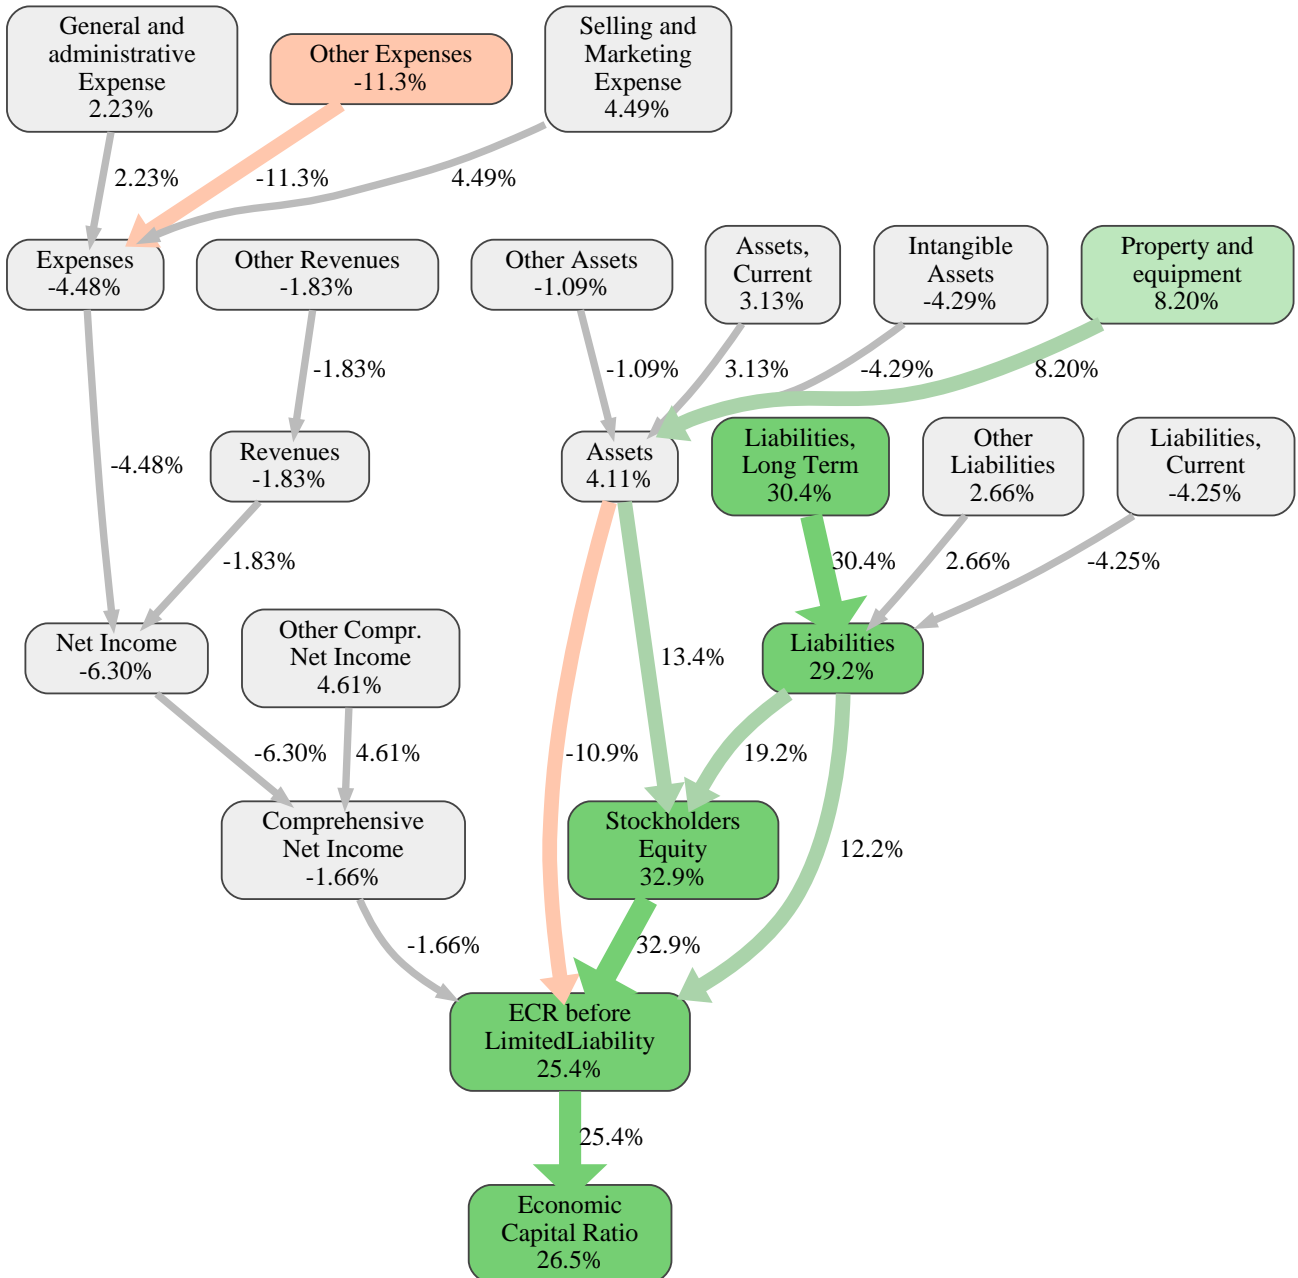 General and
administrative
Expense
2.23%
Other Expenses
-11.3%
Selling and
Marketing
Expense
4.49%
2.23%
-11.3%
4.49%
Expenses
-4.48%
Other Revenues
-1.83%
Other Assets
-1.09%
Assets,
Current
3.13%
Intangible
Assets
-4.29%
Property and
equipment
8.20%
-1.83%
-1.09%
3.13%
-4.29%
8.20%
-4.48%
Revenues
-1.83%
Assets
4.11%
Liabilities,
Long Term
30.4%
Other
Liabilities
2.66%
Liabilities,
Current
-4.25%
-1.83%
30.4%
2.66%
-4.25%
Net Income
-6.30%
Other Compr.
Net Income
4.61%
13.4%
Liabilities
29.2%
-6.30%
4.61%
-10.9%
19.2%
Comprehensive
Net Income
-1.66%
Stockholders
Equity
32.9%
12.2%
-1.66%
32.9%
ECR before
LimitedLiability
25.4%
25.4%
Economic
Capital Ratio
26.5%